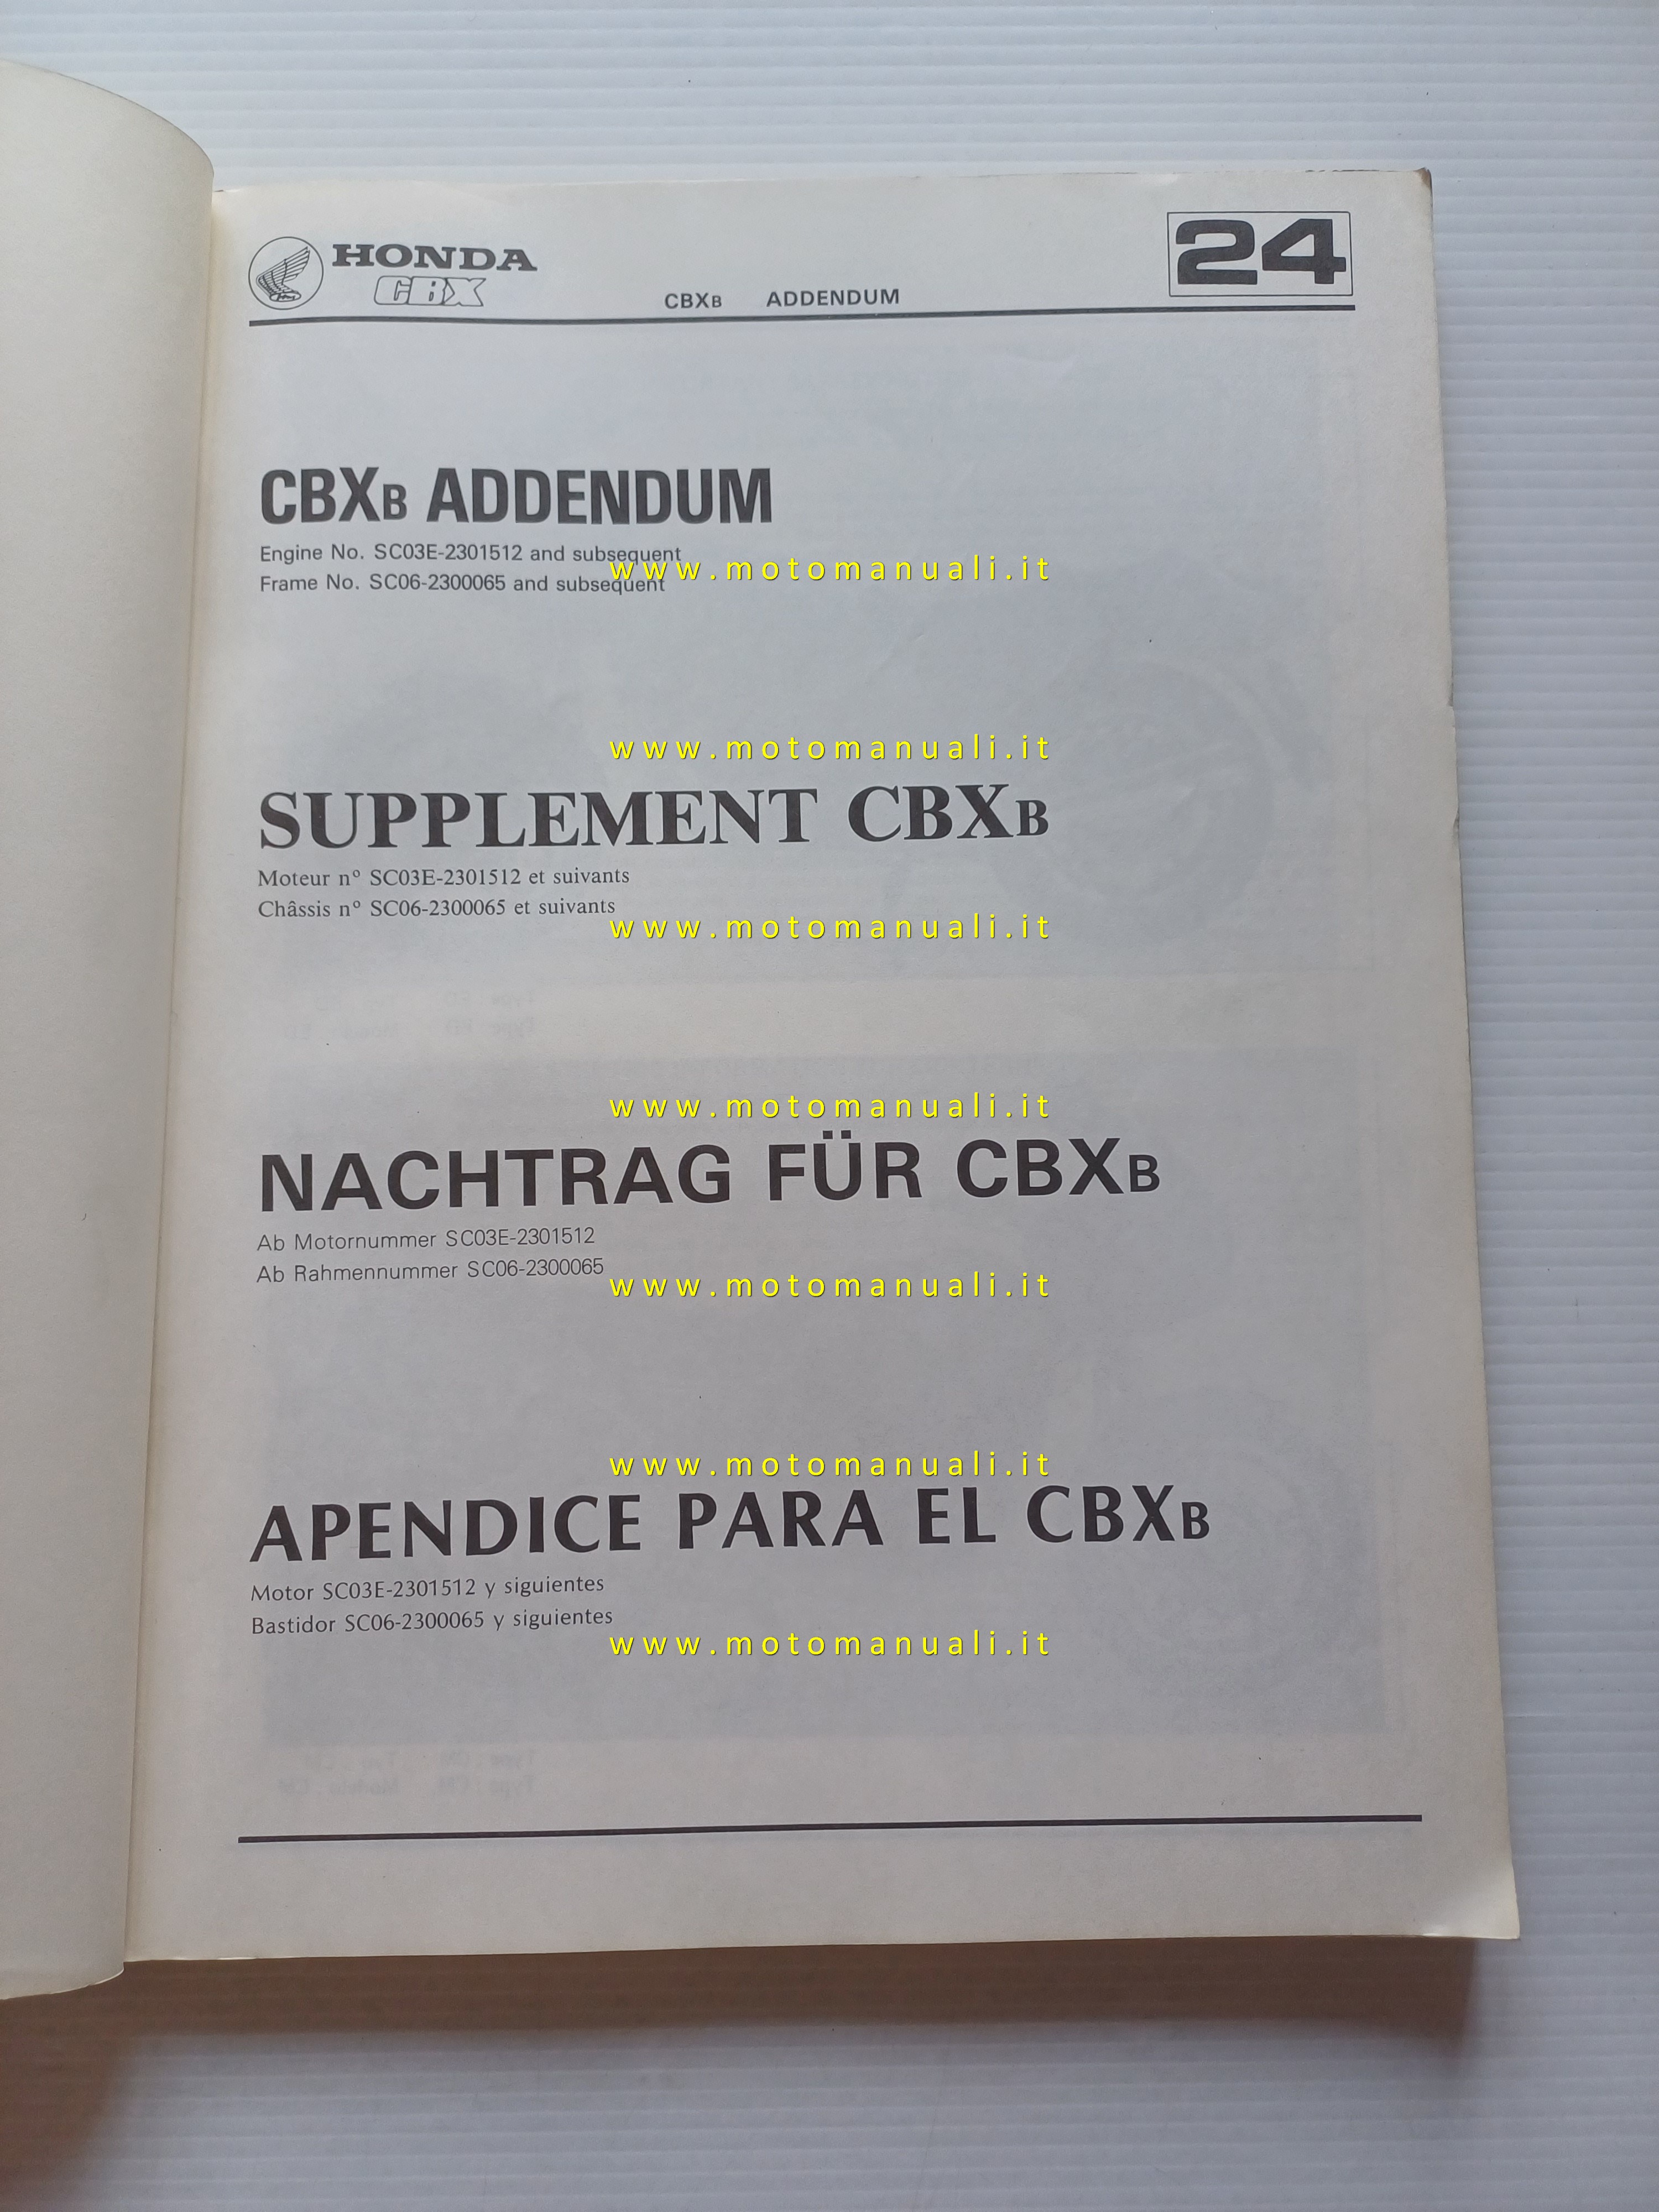 HONDA
CBX
CBXB ADDENDUM
24
CBXB ADDENDUM
Engine No. SC03E-2301512 and subsequent
www.motomanuali.it
Frame No. SC06-2300065 and subsequent
www.motomanuali.it
SUPPLEMENT CBXB
Moteur nº SC03E-2301512 et suivants
Châssis nº SC06-2300065 et suivants
www.motomanuali.it
www.motomanuali.it
NACHTRAG FÜR CBXB
Ab Motornummer SC03E-2301512
Ab Rahmennummer SC06-2300065
www.motomanuali.it
www.motomanuali.it
APENDICE PARA EL CBXB
Motor SC03E-2301512 y siguientes
Bastidor SC06-2300065 y siguientes
www.motomanuali.it